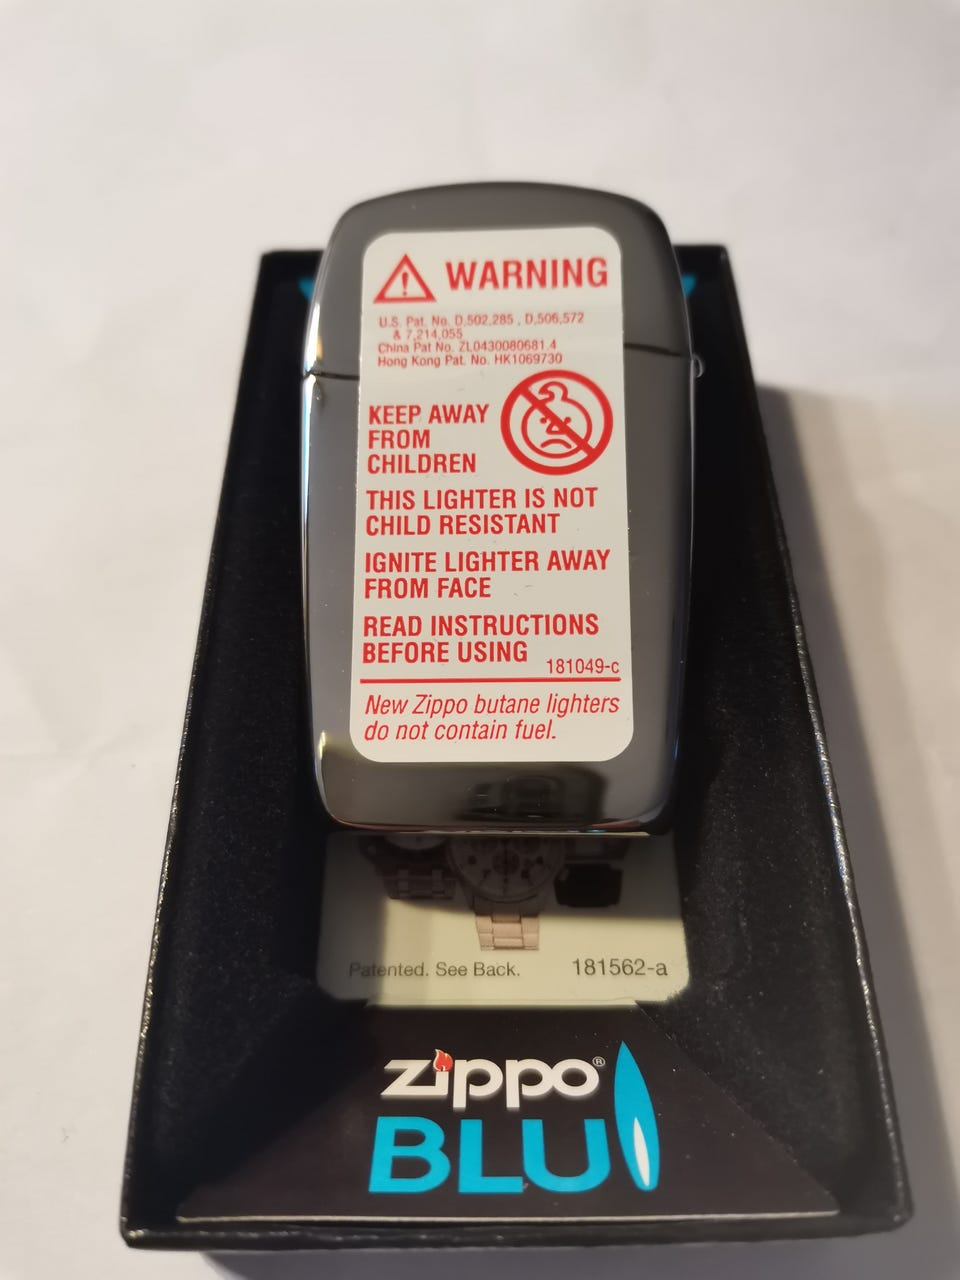 WARNING
U.S. Pat. No. D,502,285 , D,506,572
& 7,214,055
China Pat No. ZL0430080681.4
Hong Kong Pat. No. HK1069730
KEEP AWAY
FROM
CHILDREN
THIS LIGHTER IS NOT
CHILD RESISTANT
IGNITE LIGHTER AWAY
FROM FACE
READ INSTRUCTIONS
BEFORE USING
181049-c
New Zippo butane lighters
do not contain fuel.
Patented. See Back. 181562-a
zippo®
BLU